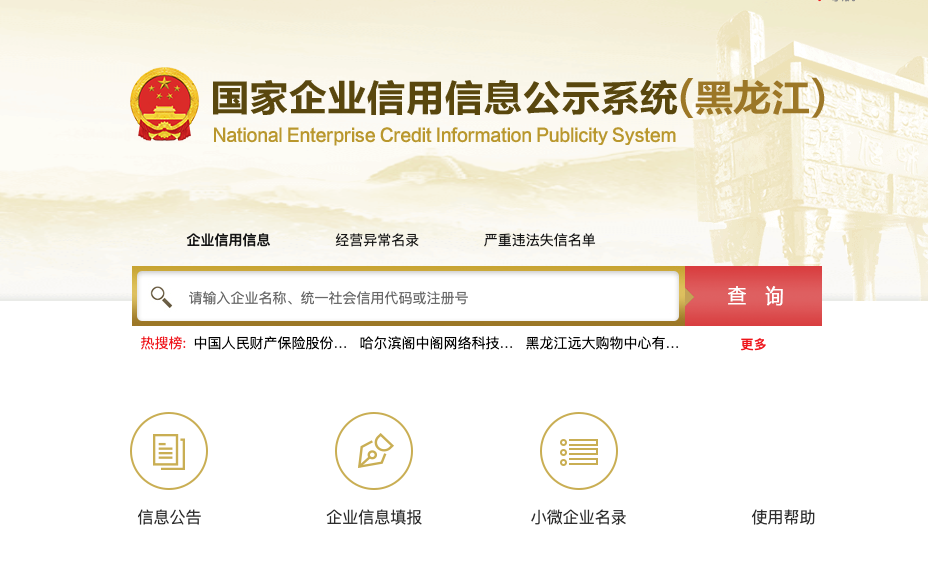 国家企业信用信息公示系统(黑龙江)
National Enterprise Credit Information Publicity System
企业信用信息 经营异常名录 严重违法失信名单
请输入企业名称、统一社会信用代码或注册号 查 询
热搜榜: 中国人民财产保险股份… 哈尔滨阁中阁网络科技… 黑龙江远大购物中心有… 更多
信息公告 企业信息填报 小微企业名录 使用帮助